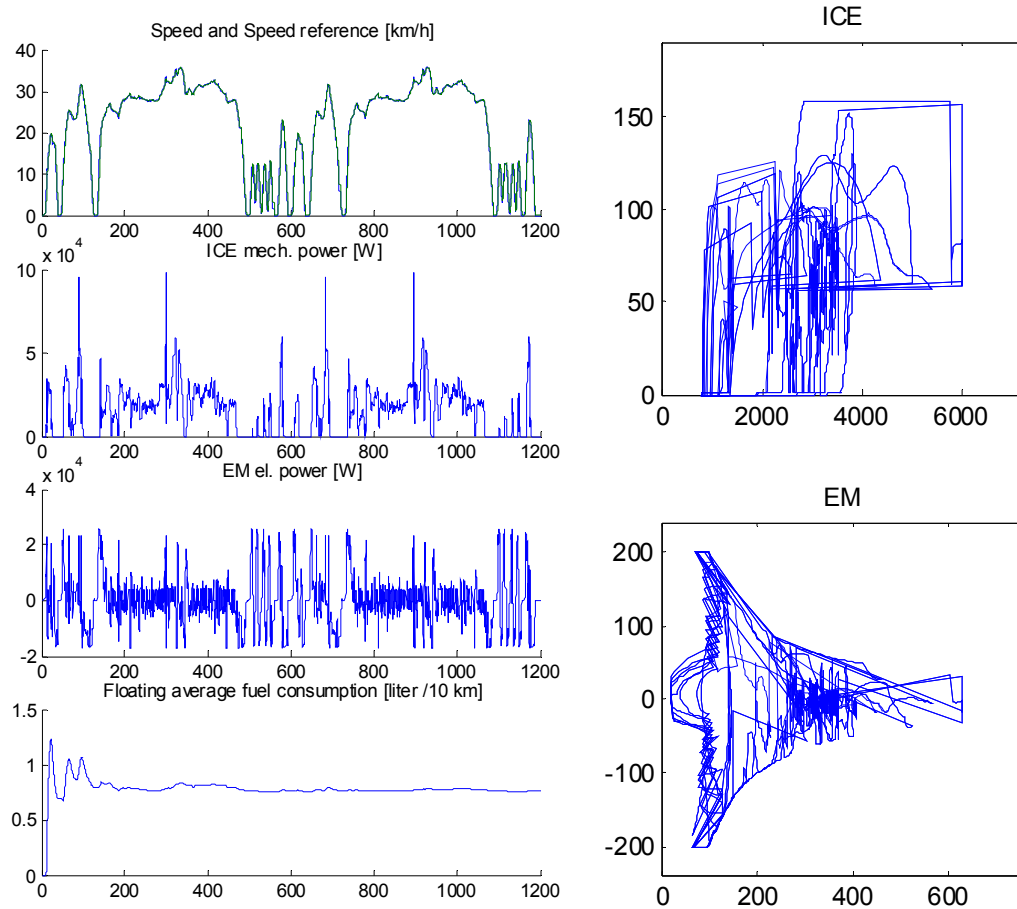 Speed and Speed reference [km/h]
40
30
20
10
0
0 200 400 600 800 1000 1200
ICE mech. power [W]
x 10^4
10
5
0
0 200 400 600 800 1000 1200
EM el. power [W]
x 10^4
4
2
0
-2
0 200 400 600 800 1000 1200
Floating average fuel consumption [liter /10 km]
1.5
1
0.5
0
0 200 400 600 800 1000 1200
ICE
150
100
50
0
0 2000 4000 6000
EM
200
100
0
-100
-200
0 200 400 600